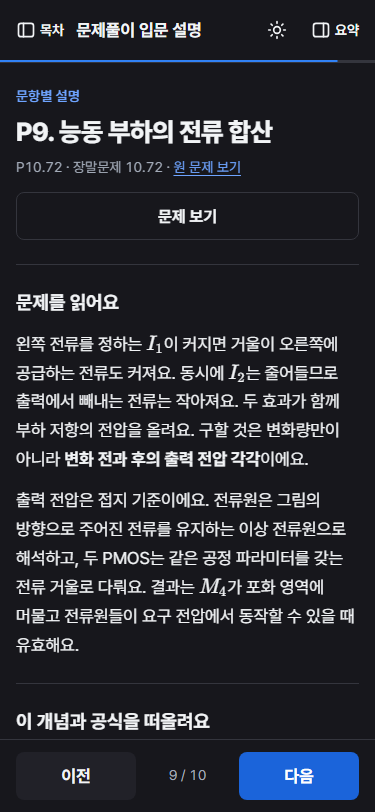 목차 문제풀이 입문 설명 요약
문항별 설명
P9. 능동 부하의 전류 합산
P10.72 · 장말문제 10.72 · 원 문제 보기
문제 보기
문제를 읽어요
왼쪽 전류를 정하는 I₁이 커지면 거울이 오른쪽에
공급하는 전류도 커져요. 동시에 I₂는 줄어들므로
출력에서 빼내는 전류는 작아져요. 두 효과가 함께
부하 저항의 전압을 올려요. 구할 것은 변화량만이
아니라 변화 전과 후의 출력 전압 각각이에요.
출력 전압은 접지 기준이에요. 전류원은 그림의
방향으로 주어진 전류를 유지하는 이상 전류원으로
해석하고, 두 PMOS는 같은 공정 파라미터를 갖는
전류 거울로 다뤄요. 결과는 M₄가 포화 영역에
머물고 전류원들이 요구 전압에서 동작할 수 있을 때
유효해요.
이 개념과 공식을 떠올려요
이전 9 / 10 다음